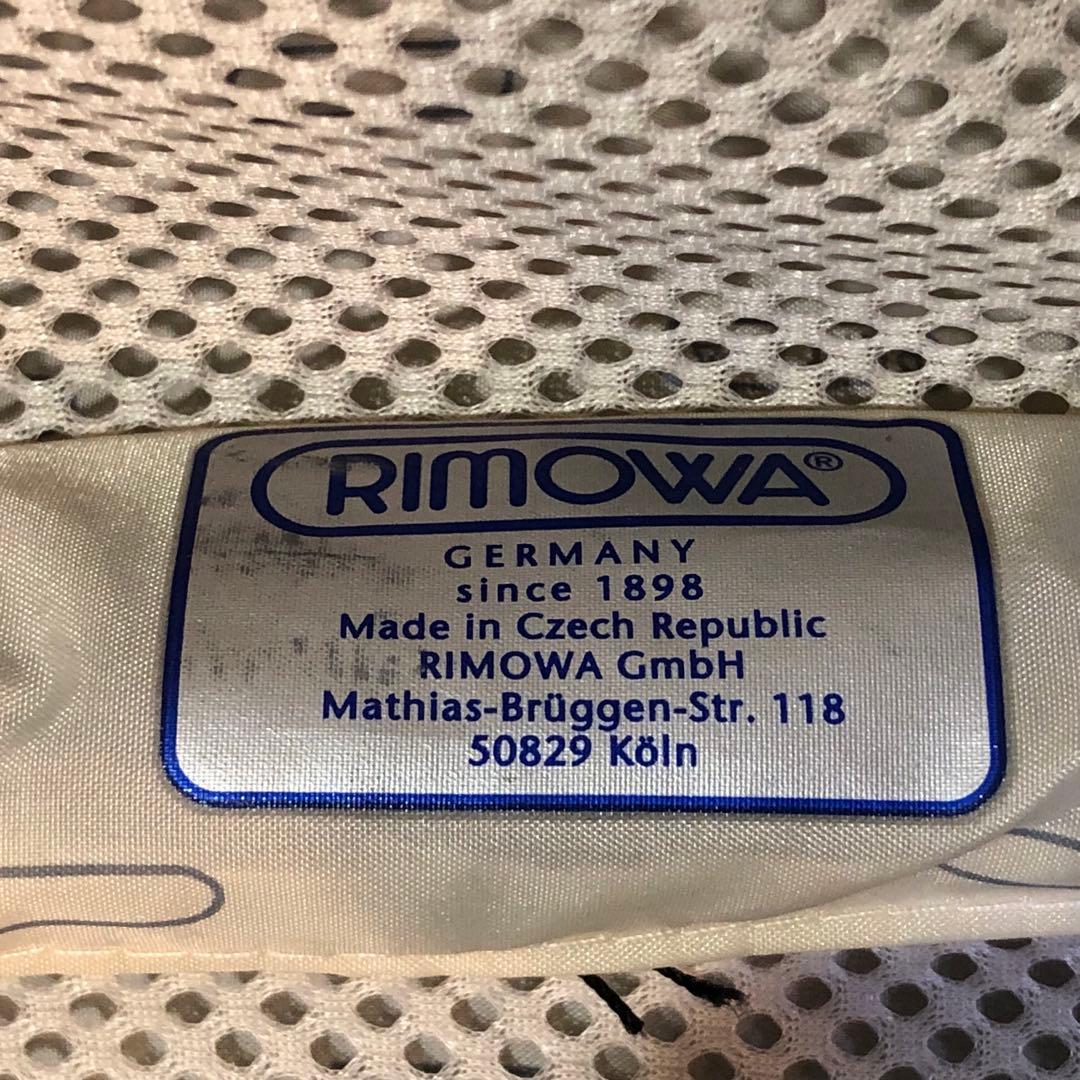 RIMOWA®
GERMANY
since 1898
Made in Czech Republic
RIMOWA GmbH
Mathias-Brüggen-Str. 118
50829 Köln